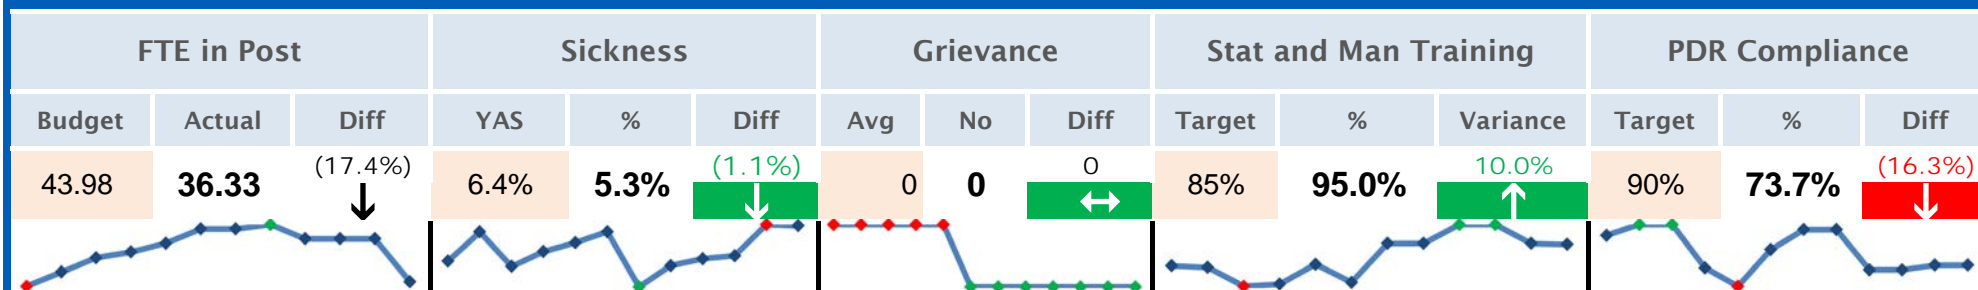 FTE in Post Sickness Grievance Stat and Man Training PDR Compliance
Budget Actual Diff YAS % Diff Avg No Diff Target % Variance Target % Diff
43.98 36.33 (17.4%) 6.4% 5.3% (1.1%) 0 0 0 85% 95.0% 10.0% 90% 73.7% (16.3%)